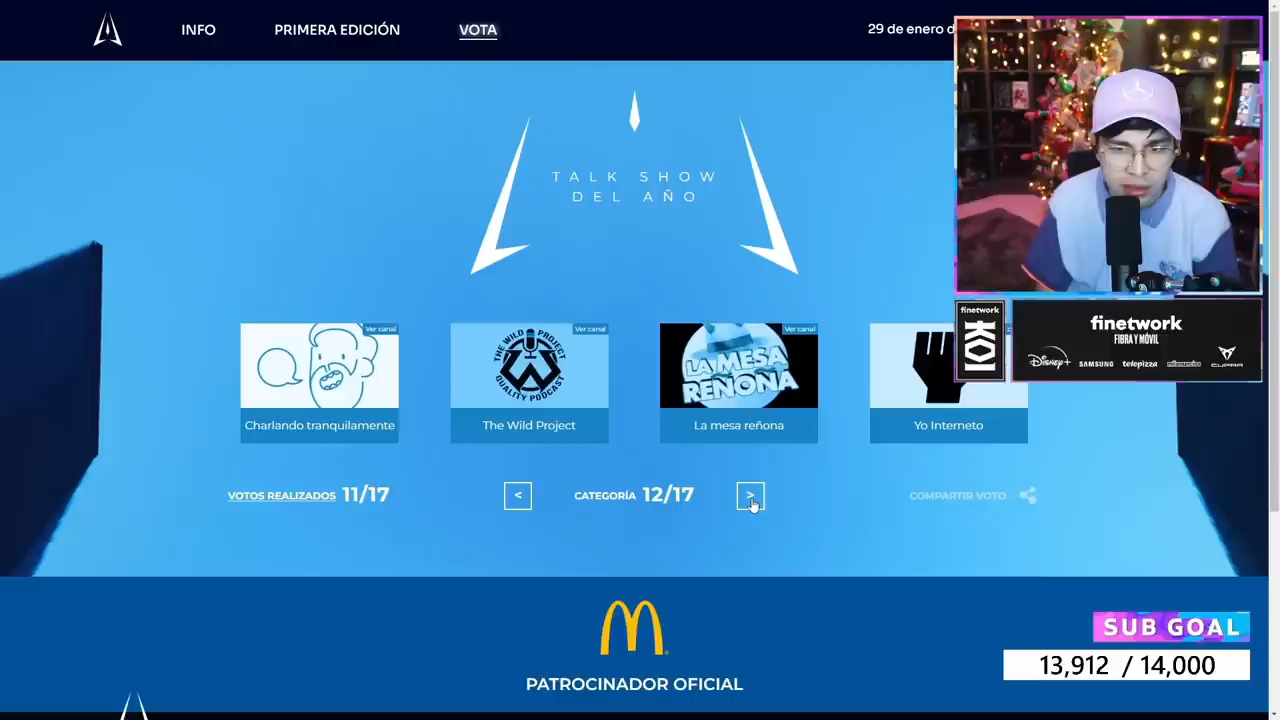 INFO
PRIMERA EDICIÓN
VOTA
29 de enero d
TALK SHOW
DEL AÑO
Ver canal
Ver canal
Ver canal
THE WILD PROJECT
QUALITY PODCAST
LA MESA
REÑONA
Charlando tranquilamente
The Wild Project
La mesa reñona
Yo Interneto
VOTOS REALIZADOS 11/17
<
CATEGORÍA 12/17
>
COMPARTIR VOTO
finetwork
KOI
finetwork
FIBRA Y MÓVIL
Disney+
SAMSUNG
telepizza
CUPRA
PATROCINADOR OFICIAL
SUB GOAL
13,912 / 14,000